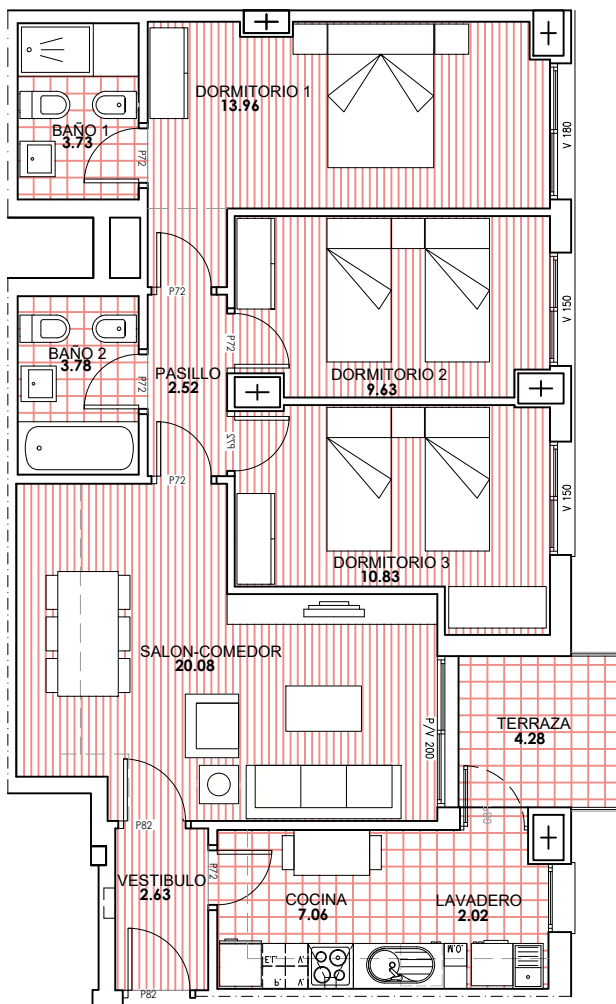 DORMITORIO 1
13.96
V 180
BAÑO 1
3.73
P72
P72
V 150
P72
BAÑO 2
3.78
P72
PASILLO
2.52
DORMITORIO 2
9.63
P72
P72
V 150
DORMITORIO 3
10.83
SALON-COMEDOR
20.08
P/V 200
TERRAZA
4.28
P80
P82
P72
VESTIBULO
2.63
COCINA
7.06
LAVADERO
2.02
L.J.
V.
P.
V.
L.O.M.
P82